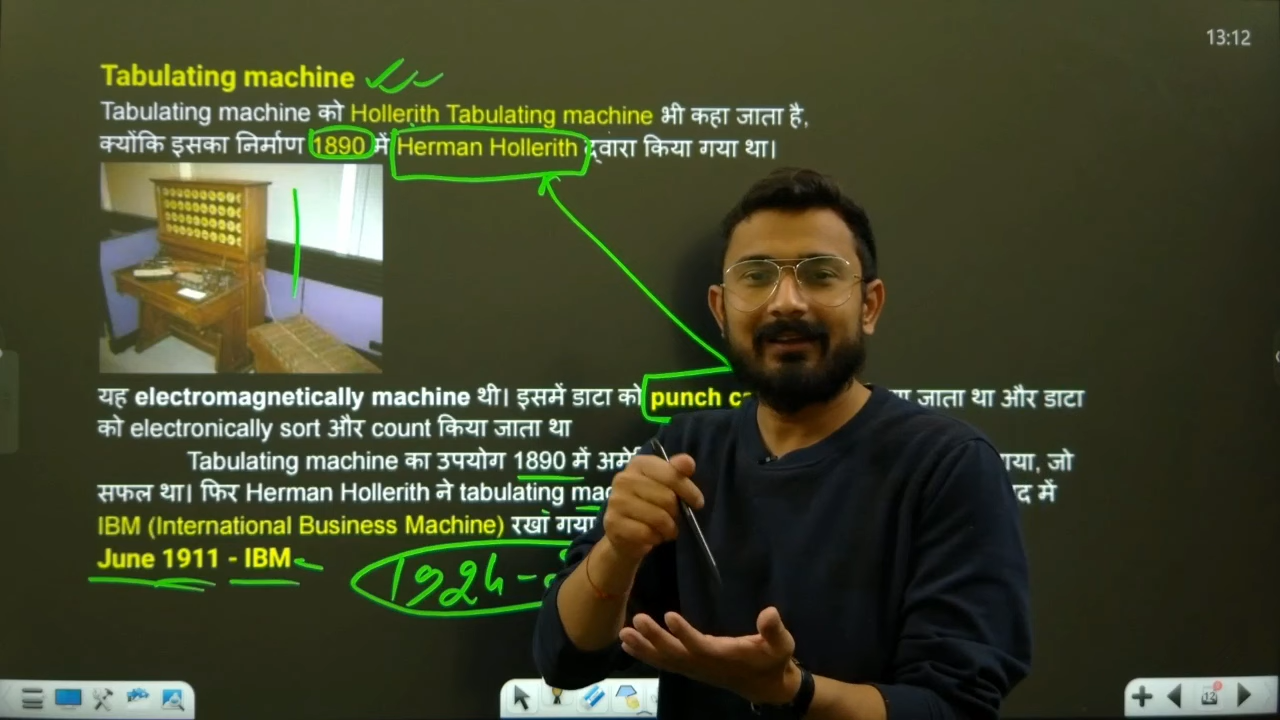 13:12
Tabulating machine
Tabulating machine को Hollerith Tabulating machine भी कहा जाता है,
क्योंकि इसका निर्माण 1890 में Herman Hollerith द्वारा किया गया था।
यह electromagnetically machine थी। इसमें डाटा को punch जाता था और डाटा
को electronically sort और count किया जाता था
Tabulating machine का उपयोग 1890 में गया, जो
सफल था। फिर Herman Hollerith ने tabulating में
IBM (International Business Machine) रखा गया
June 1911 - IBM
1924 -
12